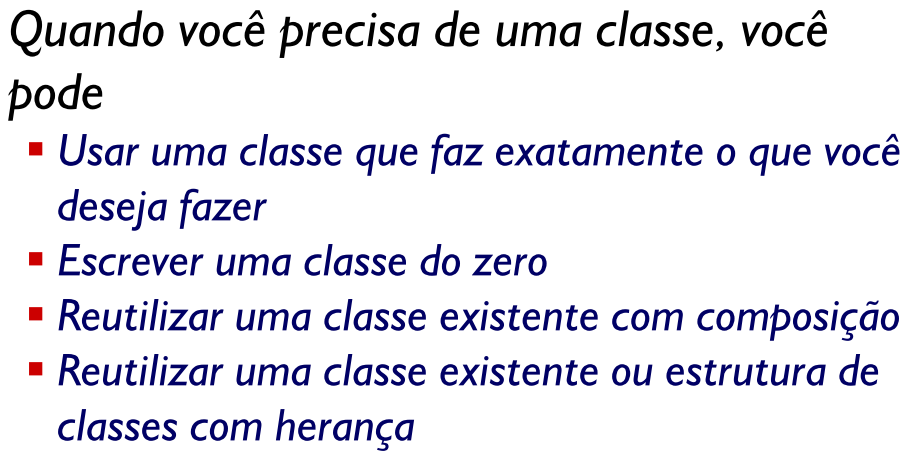 Quando você precisa de uma classe, você
pode
▪ Usar uma classe que faz exatamente o que você
deseja fazer
▪ Escrever uma classe do zero
▪ Reutilizar uma classe existente com composição
▪ Reutilizar uma classe existente ou estrutura de
classes com herança